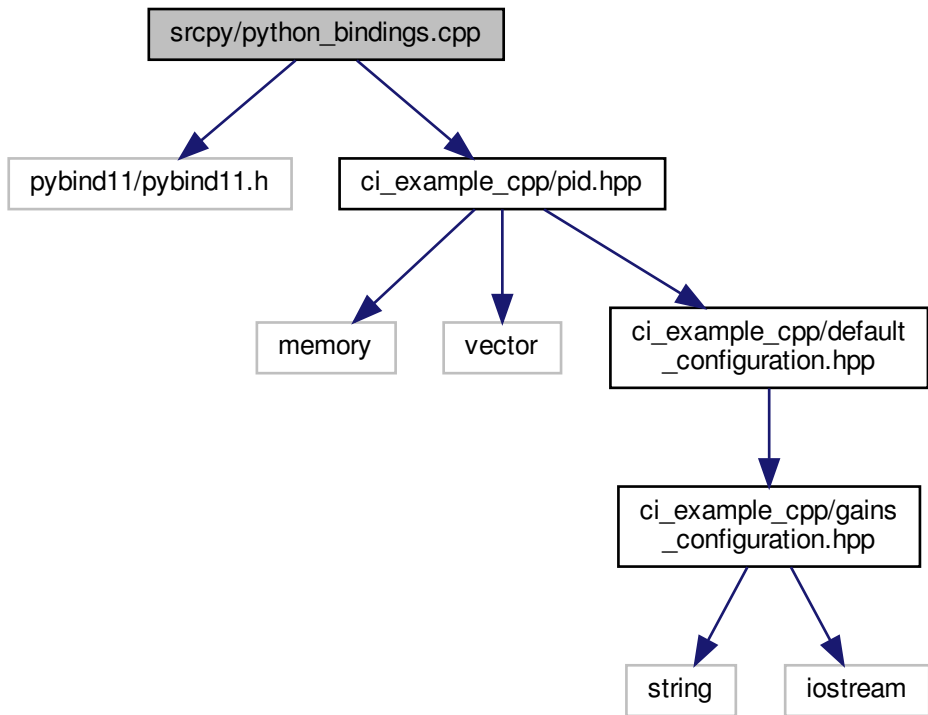 srcpy/python_bindings.cpp
pybind11/pybind11.h
ci_example_cpp/pid.hpp
memory
vector
ci_example_cpp/default
_configuration.hpp
ci_example_cpp/gains
_configuration.hpp
string
iostream